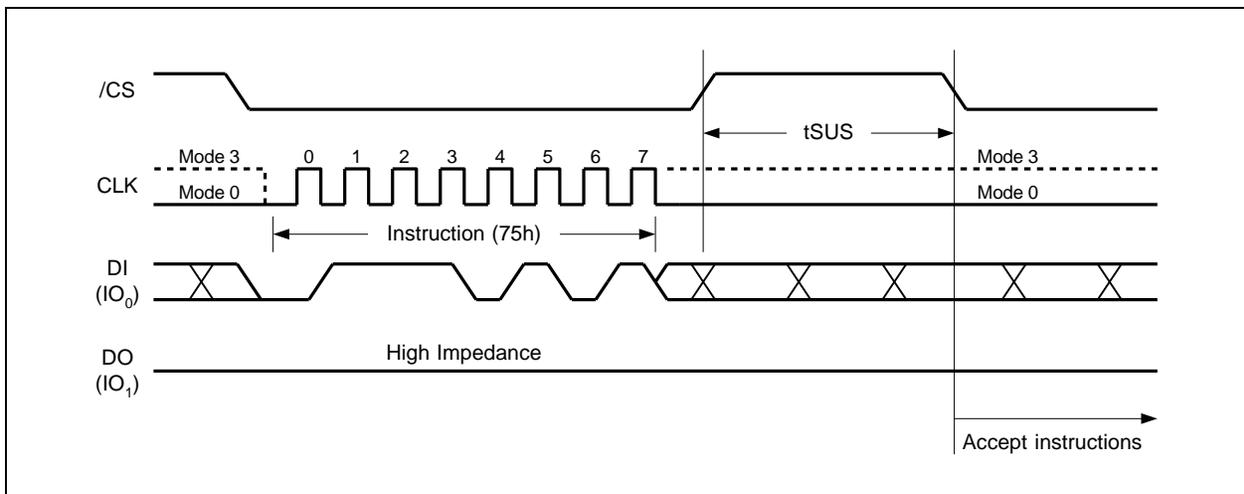 /CS
tSUS
Mode 3 0 1 2 3 4 5 6 7 Mode 3
CLK
Mode 0 Mode 0
Instruction (75h)
DI
(IO₀)
High Impedance
DO
(IO₁)
Accept instructions